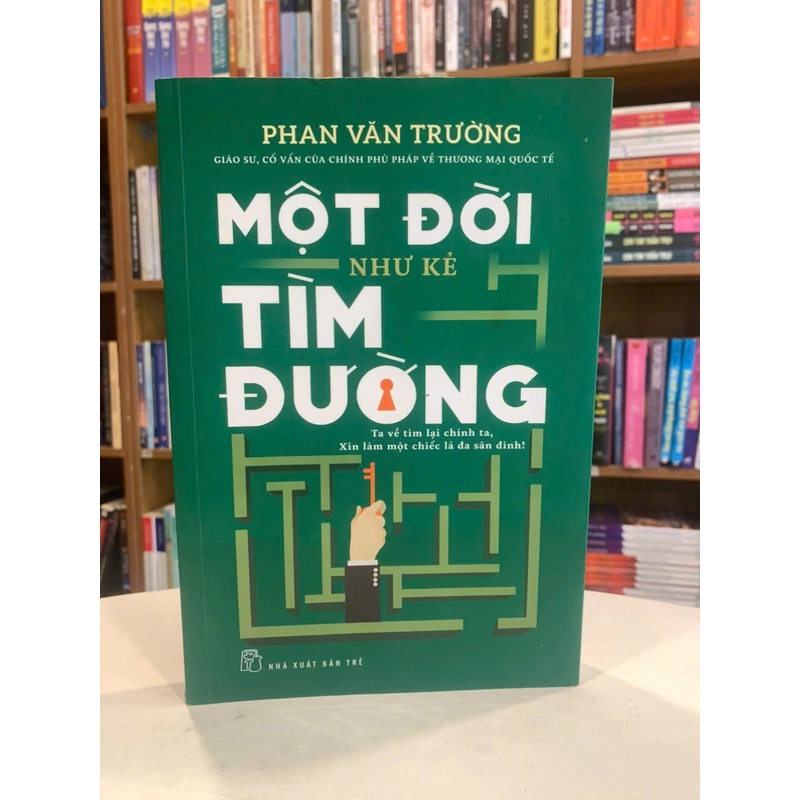 PHAN VĂN TRƯỜNG
GIÁO SƯ, CỐ VẤN CỦA CHÍNH PHỦ PHÁP VỀ THƯƠNG MẠI QUỐC TẾ
MỘT ĐỜI
NHƯ KẺ
TÌM
ĐƯỜNG
Ta về tìm lại chính ta,
Xin làm một chiếc lá đa sân đình!
NHÀ XUẤT BẢN TRẺ